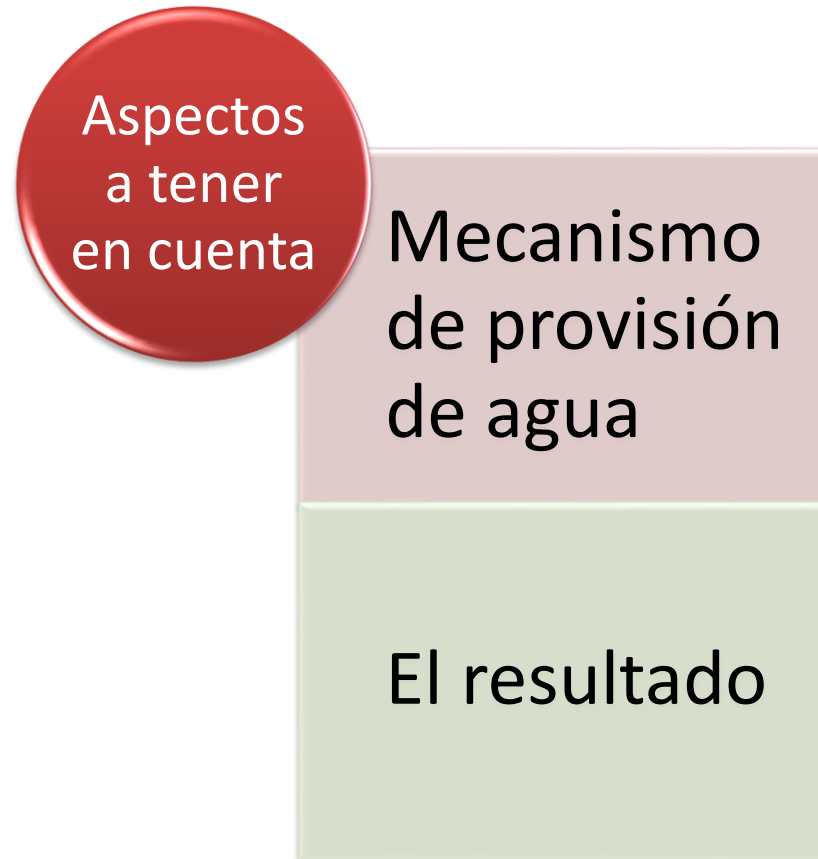 Aspectos
a tener
en cuenta
Mecanismo
de provisión
de agua
El resultado